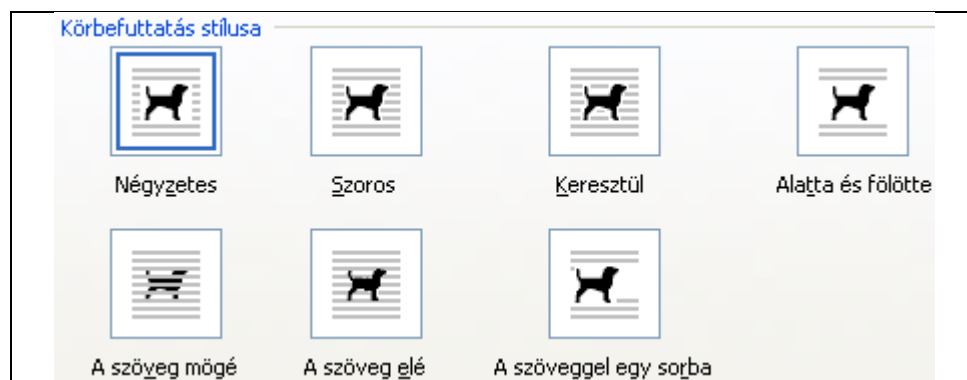 Körbefuttatás stílusa
Négyzetes Szoros Keresztül Alatta és fölötte
A szöveg mögé A szöveg elé A szöveggel egy sorba